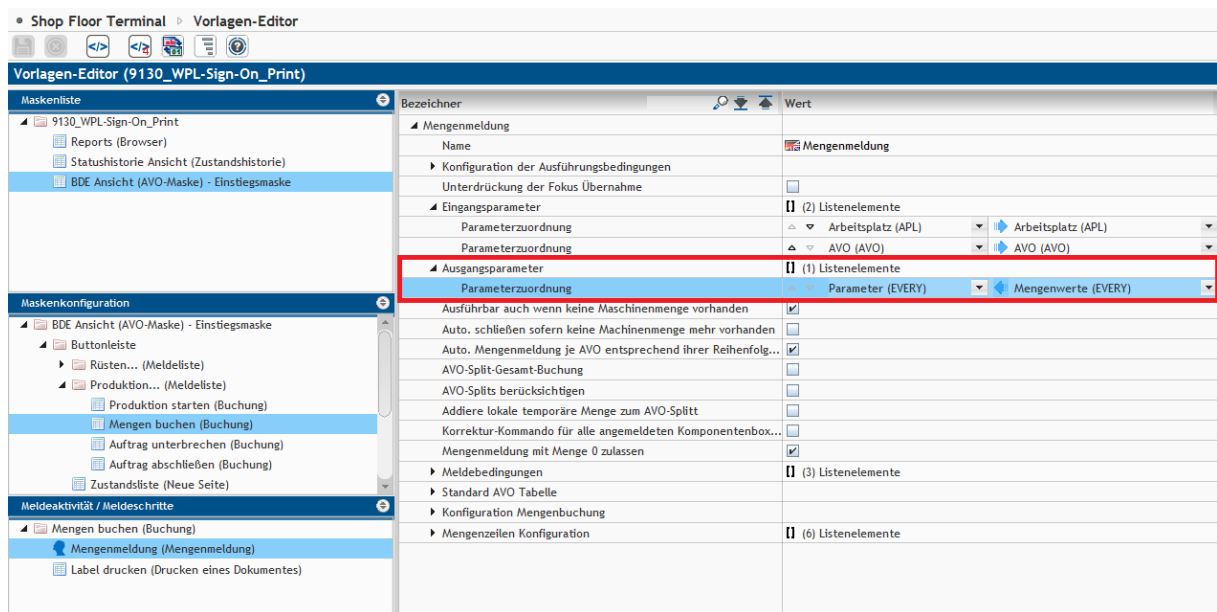 Shop Floor Terminal Vorlagen-Editor
Vorlagen-Editor (9130_WPL-Sign-On_Print)
Maskenliste
9130_WPL-Sign-On_Print
Reports (Browser)
Statushistorie Ansicht (Zustandshistorie)
BDE Ansicht (AVO-Maske) - Einstiegsmaske
Maskenkonfiguration
BDE Ansicht (AVO-Maske) - Einstiegsmaske
Buttonleiste
Rüsten... (Meldeliste)
Produktion... (Meldeliste)
Produktion starten (Buchung)
Mengen buchen (Buchung)
Auftrag unterbrechen (Buchung)
Auftrag abschließen (Buchung)
Zustandsliste (Neue Seite)
Meldeaktivität / Meldeschritte
Mengen buchen (Buchung)
Mengenmeldung (Mengenmeldung)
Label drucken (Drucken eines Dokumentes)
Bezeichner Wert
Mengenmeldung
Name Mengenmeldung
Konfiguration der Ausführungsbedingungen
Unterdrückung der Fokus Übernahme
Eingangsparameter [] (2) Listenelemente
Parameterzuordnung Arbeitsplatz (APL) Arbeitsplatz (APL)
Parameterzuordnung AVO (AVO) AVO (AVO)
Ausgangsparameter [] (1) Listenelemente
Parameterzuordnung Parameter (EVERY) Mengenwerte (EVERY)
Ausführbar auch wenn keine Maschinenmenge vorhanden
Auto. schließen sofern keine Machinenmenge mehr vorhanden
Auto. Mengenmeldung je AVO entsprechend ihrer Reihenfolg...
AVO-Split-Gesamt-Buchung
AVO-Splits berücksichtigen
Addiere lokale temporäre Menge zum AVO-Splitt
Korrektur-Kommando für alle angemeldeten Komponentenbox...
Mengenmeldung mit Menge 0 zulassen
Meldebedingungen [] (3) Listenelemente
Standard AVO Tabelle
Konfiguration Mengenbuchung
Mengenzeilen Konfiguration [] (6) Listenelemente